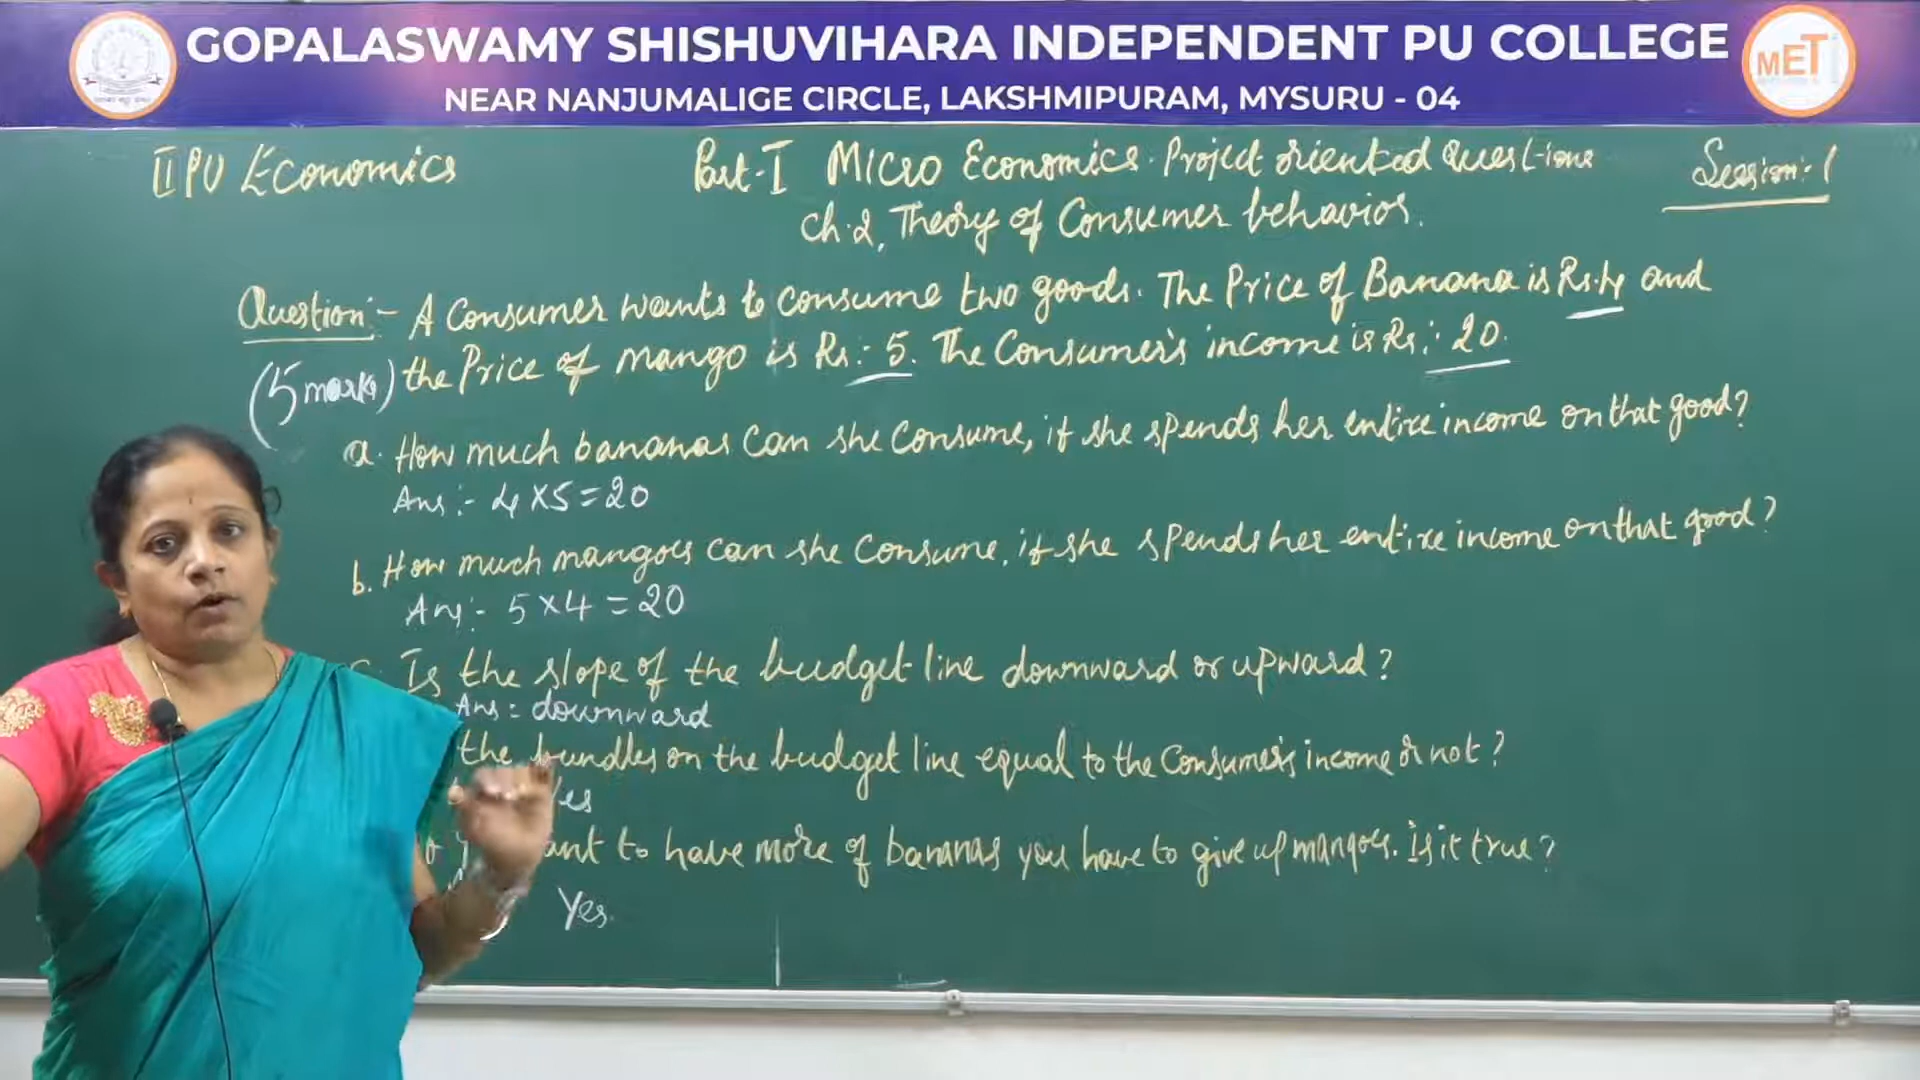 GOPALASWAMY SHISHUVIHARA INDEPENDENT PU COLLEGE
MET
NEAR NANJUMALIGE CIRCLE, LAKSHMIPURAM, MYSURU - 04
II PU Economics
Part-I Micro Economics. Project oriented Questions
Session:-1
Ch.2, Theory of Consumer behavior.
Question:- A Consumer wants to consume two goods. The Price of Banana is Rs.4 and
(5 marks) the Price of mango is Rs:- 5. The Consumer's income is Rs:- 20.
a. How much bananas can she consume, if she spends her entire income on that good?
Ans:- 4 x 5 = 20
b. How much mangoes can she consume, if she spends her entire income on that good?
Ans:- 5 x 4 = 20
Is the slope of the budget line downward or upward?
Ans = downward
the bundles on the budget line equal to the Consumer's income or not?
Yes
to have more of bananas you have to give up mangoes. Is it true?
Yes.